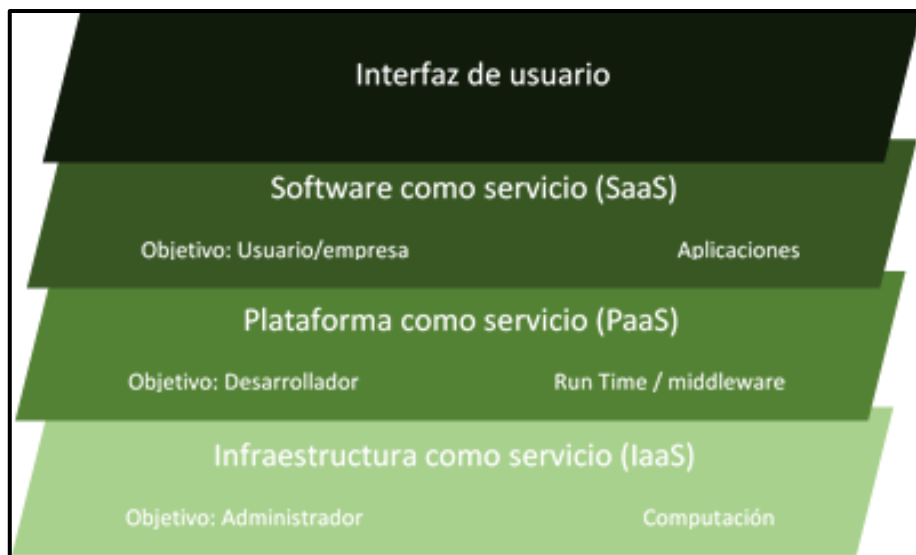 Interfaz de usuario
Software como servicio (SaaS)
Objetivo: Usuario/empresa Aplicaciones
Plataforma como servicio (PaaS)
Objetivo: Desarrollador Run Time / middleware
Infraestructura como servicio (IaaS)
Objetivo: Administrador Computación